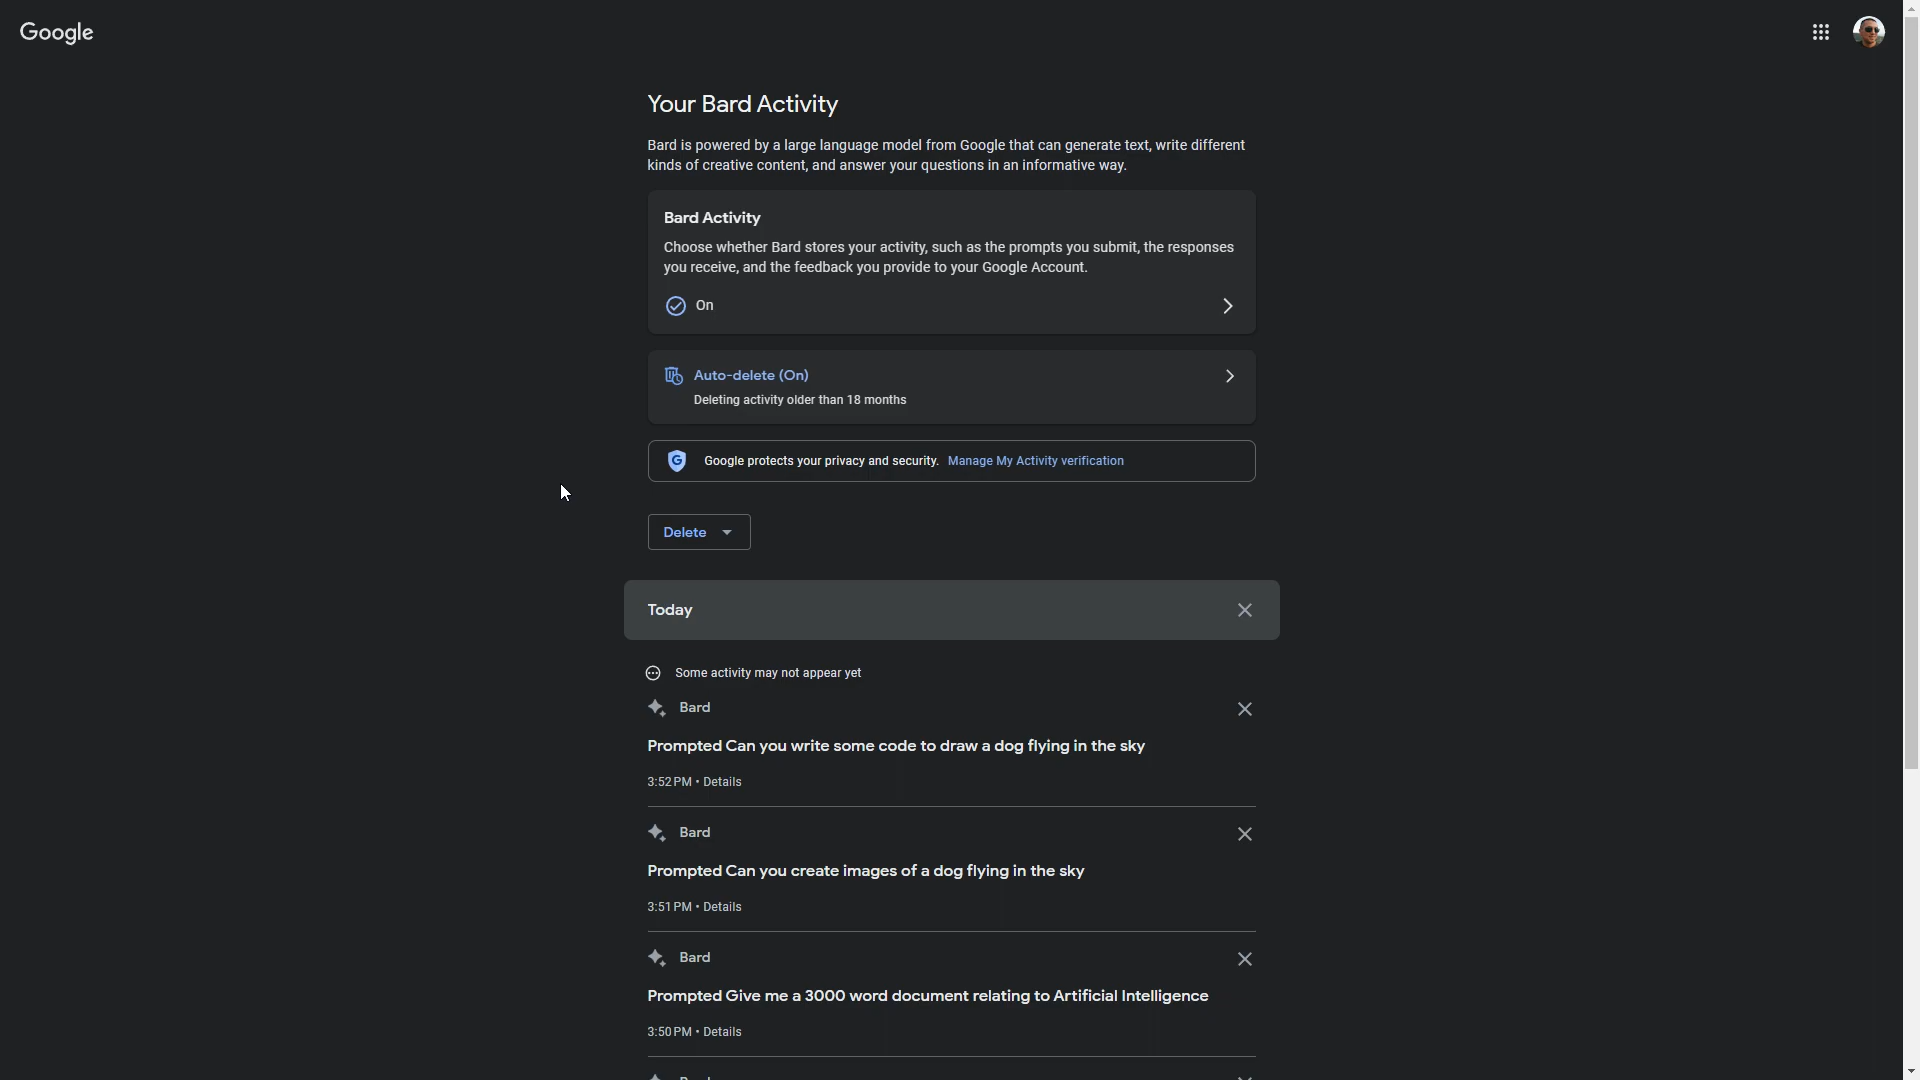 Google
Your Bard Activity
Bard is powered by a large language model from Google that can generate text, write different
kinds of creative content, and answer your questions in an informative way.
Bard Activity
Choose whether Bard stores your activity, such as the prompts you submit, the responses
you receive, and the feedback you provide to your Google Account.
On
Auto-delete (On)
Deleting activity older than 18 months
Google protects your privacy and security. Manage My Activity verification
Delete
Today
Some activity may not appear yet
Bard
Prompted Can you write some code to draw a dog flying in the sky
3:52 PM • Details
Bard
Prompted Can you create images of a dog flying in the sky
3:51 PM • Details
Bard
Prompted Give me a 3000 word document relating to Artificial Intelligence
3:50 PM • Details